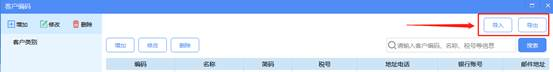 客户编码
增加 修改 删除 导入 导出
客户类别 增加 修改 删除 请输入客户编码、名称、税号等信息 搜索
编码 名称 简码 税号 地址电话 银行账号 邮件地址